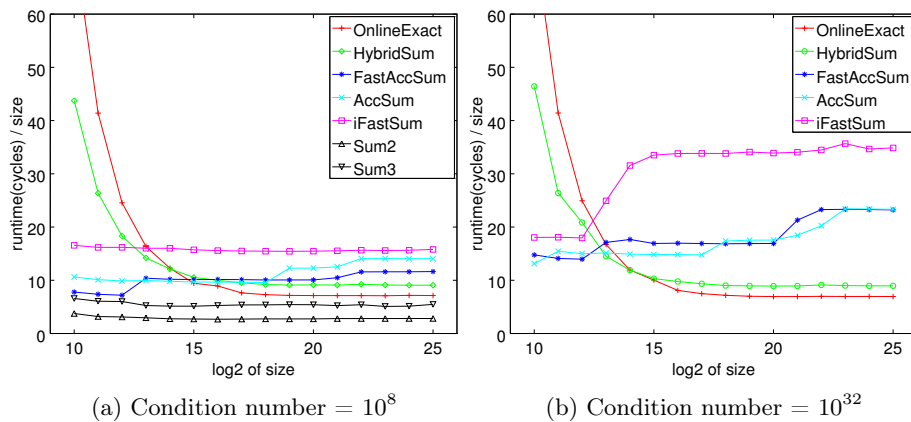 60
50
40
30
20
10
0
runtime(cycles) / size
10
15
20
25
log2 of size
OnlineExact
HybridSum
FastAccSum
AccSum
iFastSum
Sum2
Sum3
(a) Condition number = 10^8
60
50
40
30
20
10
0
runtime(cycles) / size
10
15
20
25
log2 of size
OnlineExact
HybridSum
FastAccSum
AccSum
iFastSum
(b) Condition number = 10^32